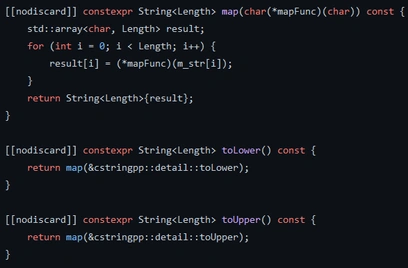 [[nodiscard]] constexpr String<Length> map(char(*mapFunc)(char)) const {
    std::array<char, Length> result;
    for (int i = 0; i < Length; i++) {
        result[i] = (*mapFunc)(m_str[i]);
    }
    return String<Length>{result};
}

[[nodiscard]] constexpr String<Length> toLower() const {
    return map(&cstringpp::detail::toLower);
}

[[nodiscard]] constexpr String<Length> toUpper() const {
    return map(&cstringpp::detail::toUpper);
}